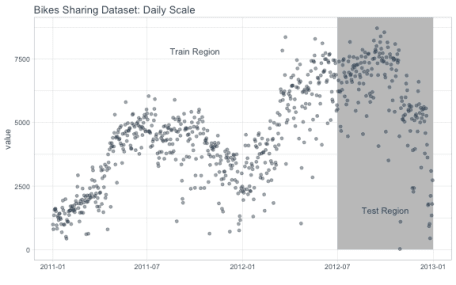 Bikes Sharing Dataset: Daily Scale
Train Region
7500
5000
value
2500
Test Region
0
2011-01
2011-07
2012-01
2012-07
2013-01